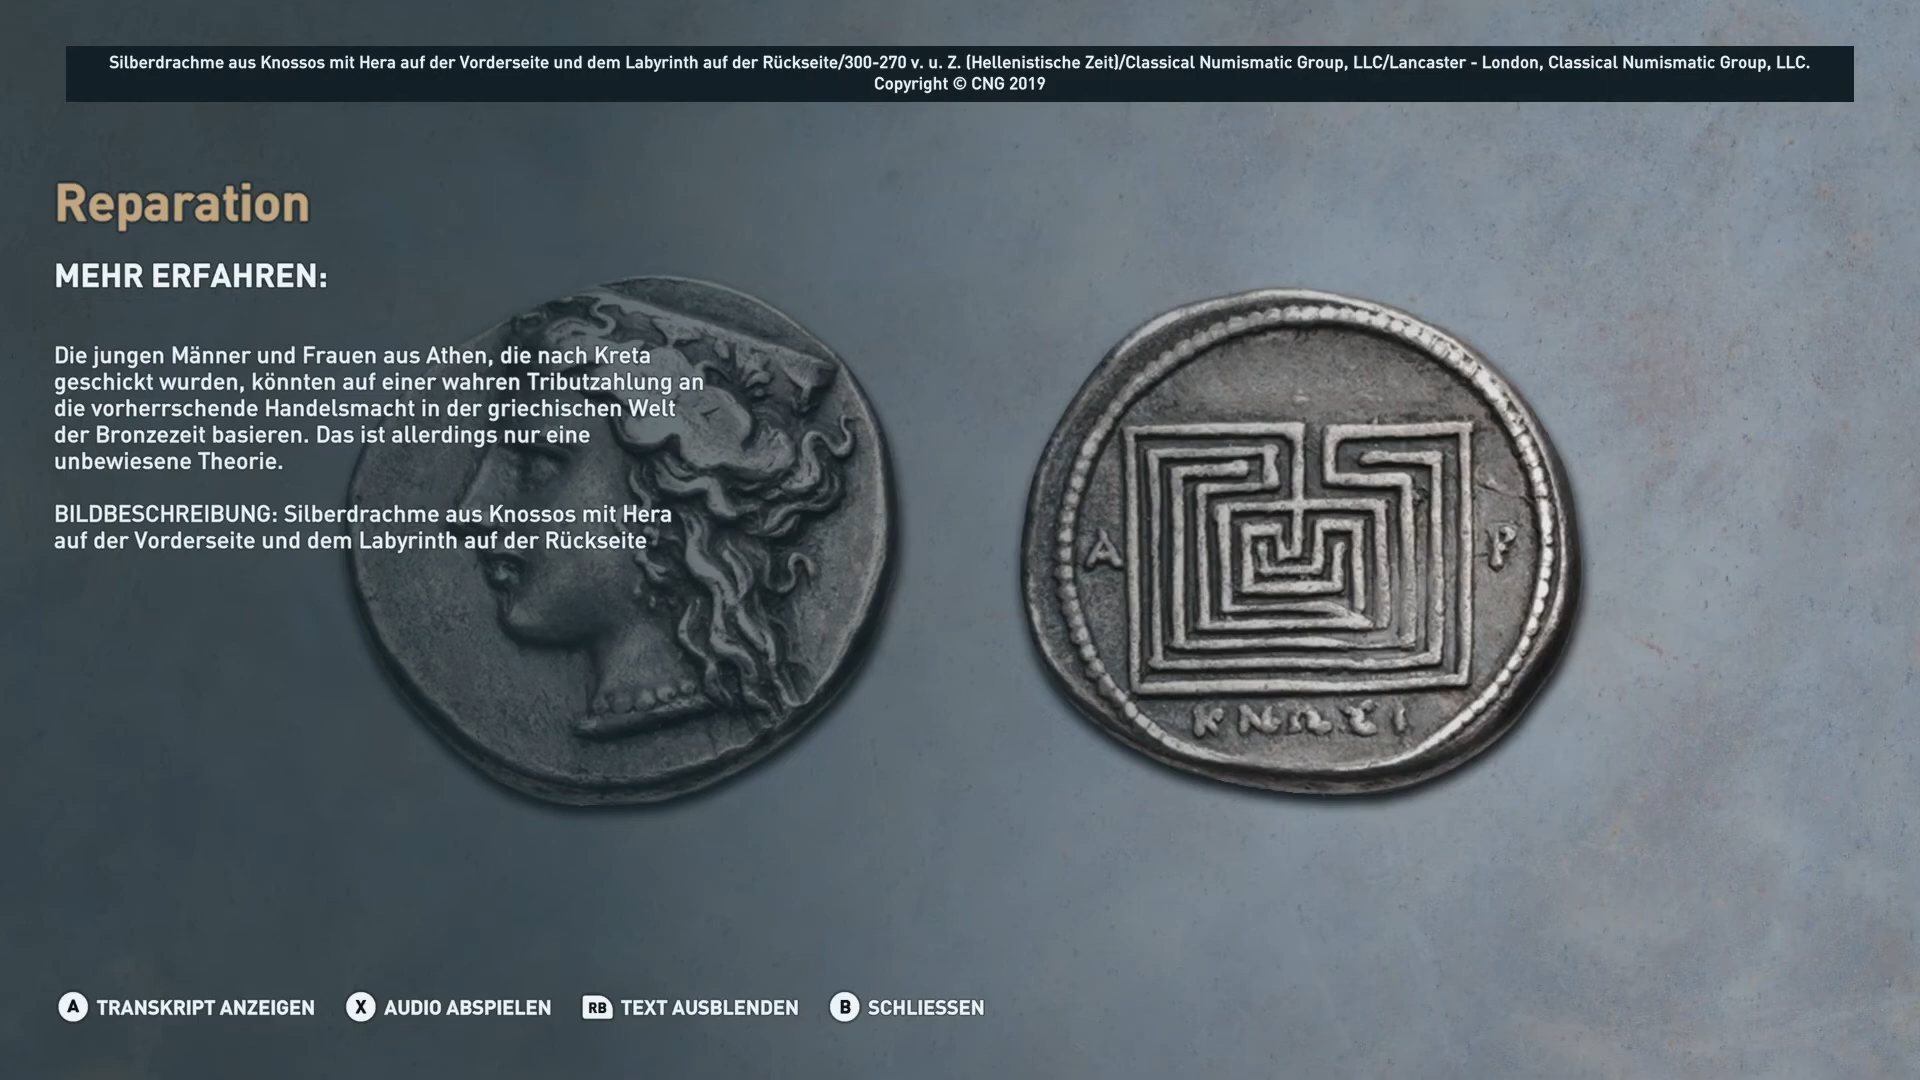 Silberdrachme aus Knossos mit Hera auf der Vorderseite und dem Labyrinth auf der Rückseite/300-270 v. u. Z. (Hellenistische Zeit)/Classical Numismatic Group, LLC/Lancaster - London, Classical Numismatic Group, LLC.
Copyright © CNG 2019
Reparation
MEHR ERFAHREN:
Die jungen Männer und Frauen aus Athen, die nach Kreta
geschickt wurden, könnten auf einer wahren Tributzahlung an
die vorherrschende Handelsmacht in der griechischen Welt
der Bronzezeit basieren. Das ist allerdings nur eine
unbewiesene Theorie.
BILDBESCHREIBUNG: Silberdrachme aus Knossos mit Hera
auf der Vorderseite und dem Labyrinth auf der Rückseite
Α Ρ
ΚΝΩΣΙ
A TRANSKRIPT ANZEIGEN X AUDIO ABSPIELEN RB TEXT AUSBLENDEN B SCHLIESSEN